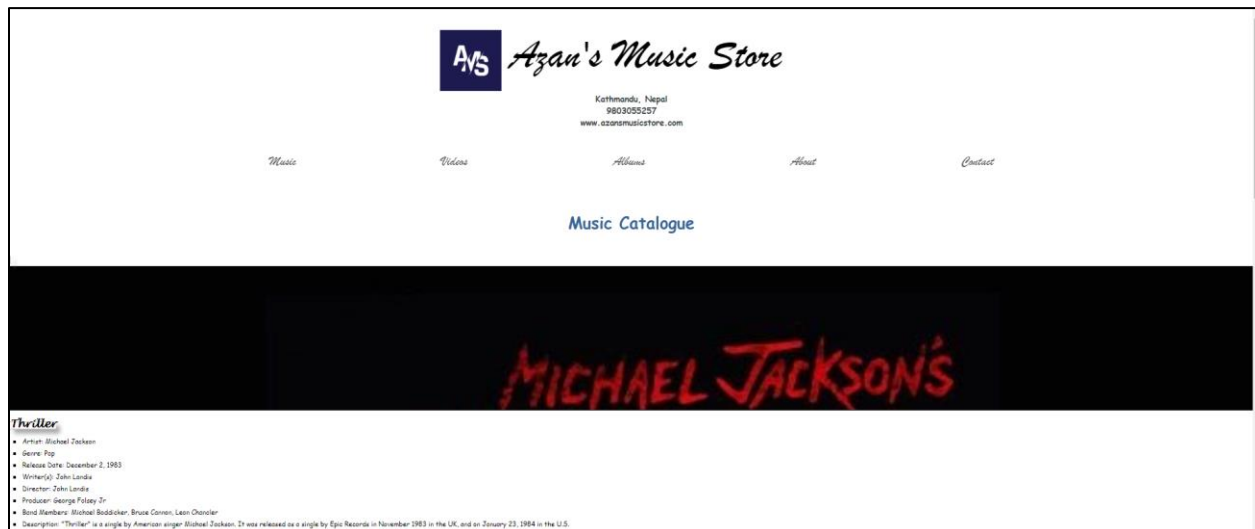 AMS Azan's Music Store
Kathmandu, Nepal
9803055257
www.azansmusicstore.com
Music Videos Albums About Contact
Music Catalogue
MICHAEL JACKSON'S
Thriller
Artist: Michael Jackson
Genre: Pop
Release Date: December 2, 1983
Writer(s): John Landis
Director: John Landis
Producer: George Folsey Jr
Band Members: Michael Boddicker, Bruce Cannon, Leon Chancler
Description: "Thriller" is a single by American singer Michael Jackson. It was released as a single by Epic Records in November 1983 in the UK, and on January 23, 1984 in the U.S.